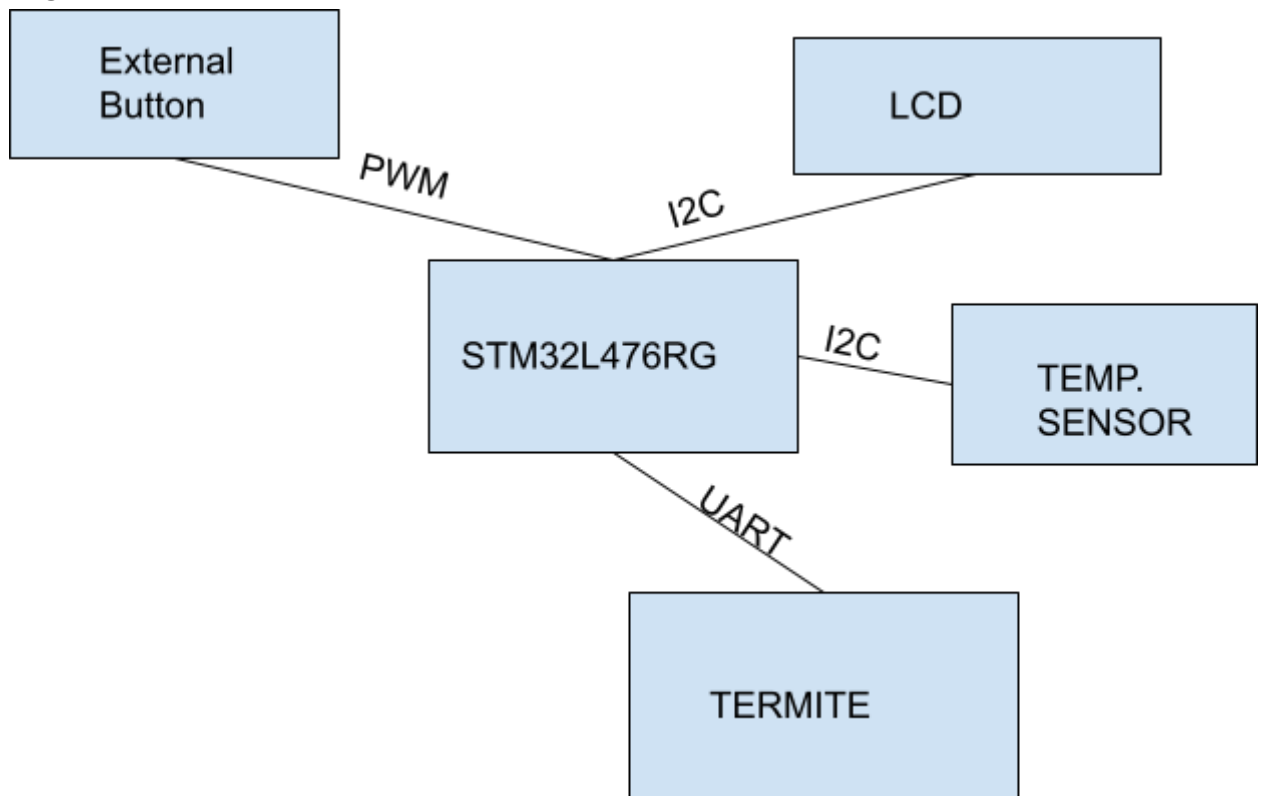 External
Button
LCD
PWM
I2C
STM32L476RG
I2C
TEMP.
SENSOR
UART
TERMITE